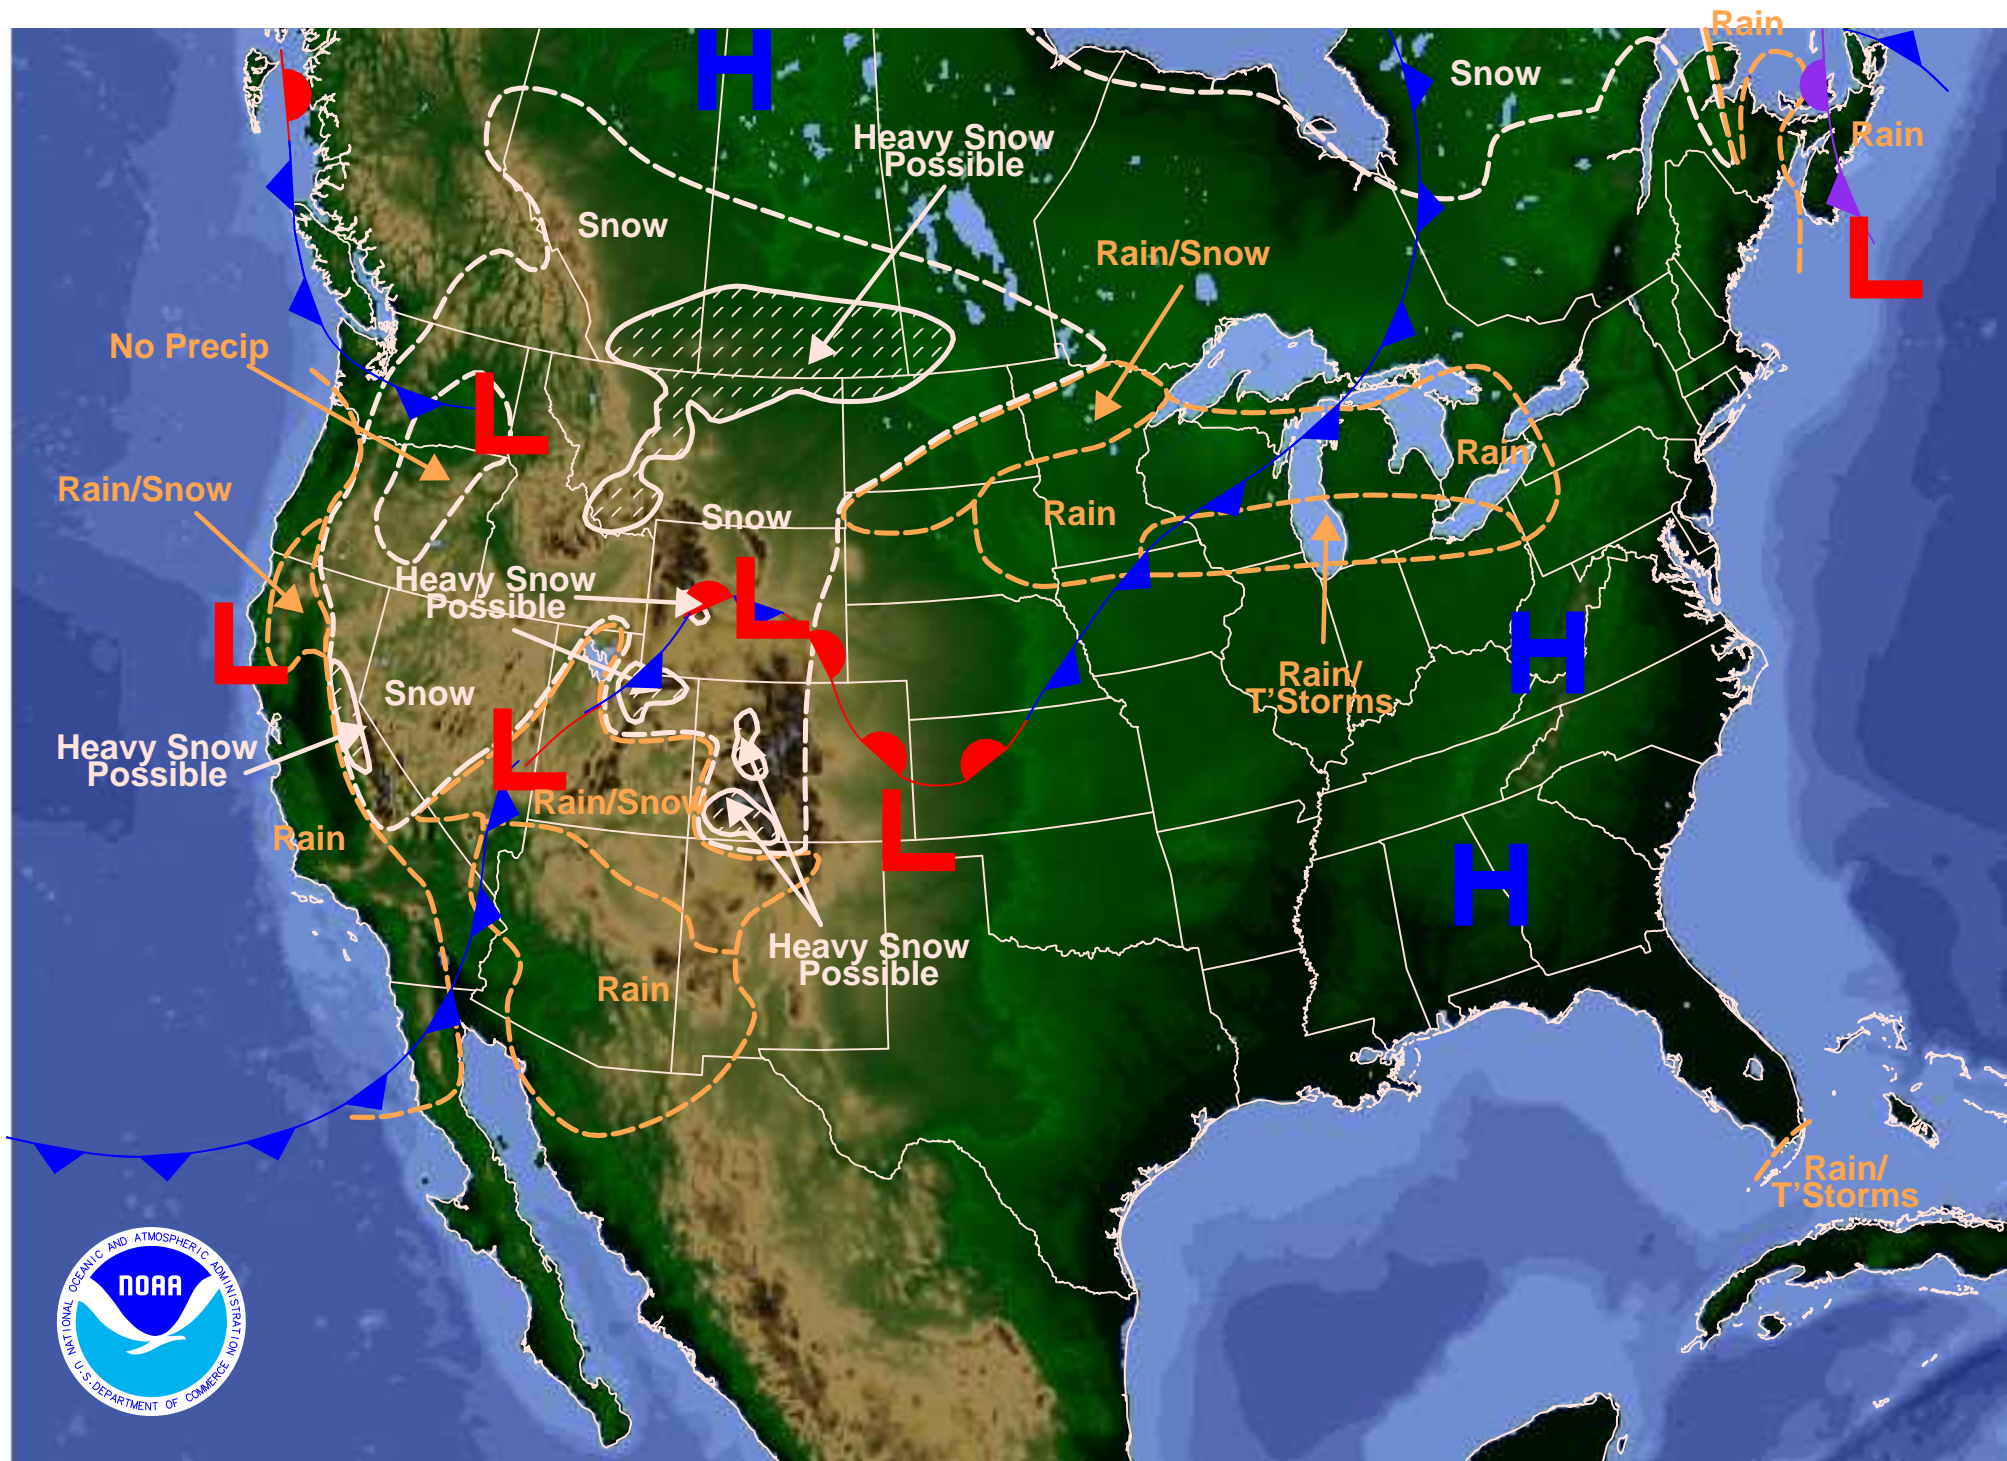 Rain
H
Snow
Heavy Snow
Possible
Rain
Snow
Rain/Snow
L
No Precip
L
Rain
Rain/Snow
Snow
Rain
Heavy Snow
Possible
L
L
H
Rain/
T'Storms
Snow
L
Heavy Snow
Possible
Rain/Snow
Rain
L
H
Heavy Snow
Possible
Rain
Rain/
T'Storms
NATIONAL OCEANIC AND ATMOSPHERIC ADMINISTRATION
NOAA
U.S. DEPARTMENT OF COMMERCE